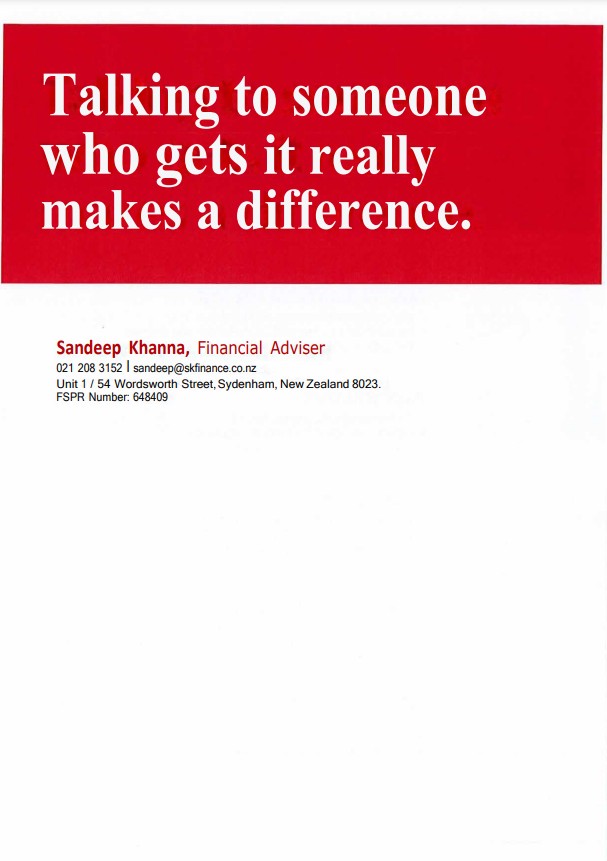 Talking to someone
who gets it really
makes a difference.
Sandeep Khanna, Financial Adviser
021 208 3152 | sandeep@skfinance.co.nz
Unit 1 / 54 Wordsworth Street, Sydenham, New Zealand 8023.
FSPR Number: 648409